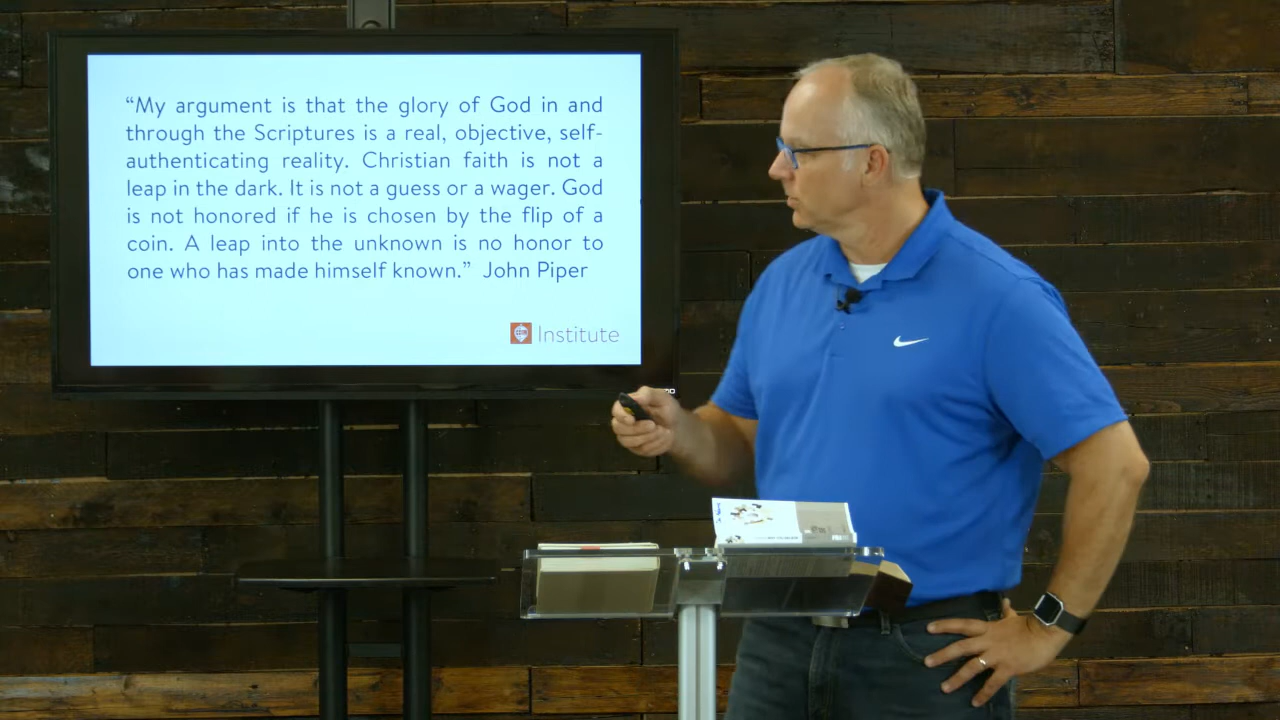 “My argument is that the glory of God in and
through the Scriptures is a real, objective, self-
authenticating reality. Christian faith is not a
leap in the dark. It is not a guess or a wager. God
is not honored if he is chosen by the flip of a
coin. A leap into the unknown is no honor to
one who has made himself known.” John Piper
Institute